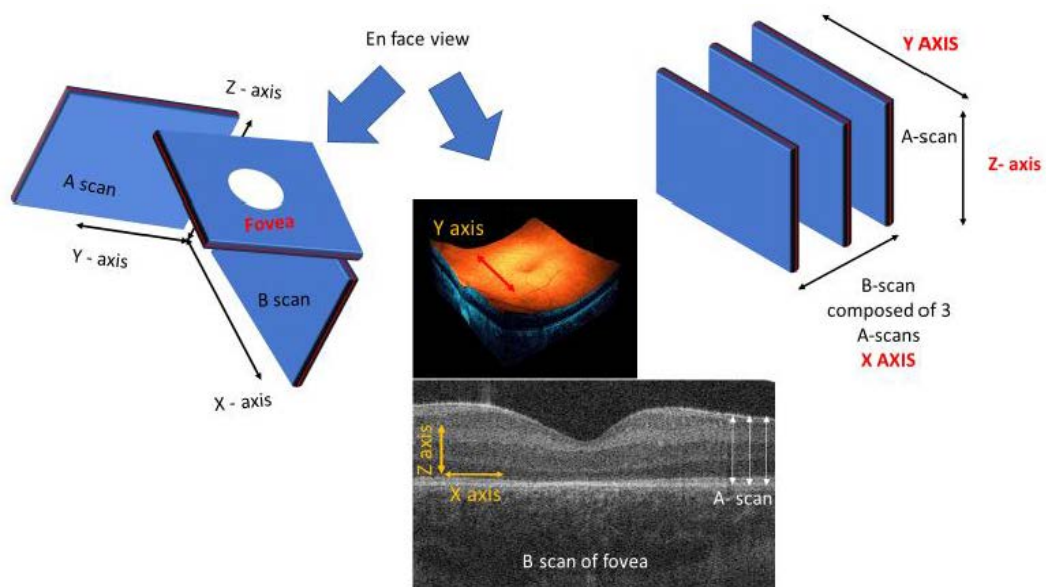 En face view
Z - axis
A scan
Fovea
Y - axis
B scan
X - axis
Y AXIS
A-scan
Z- axis
B-scan
composed of 3
A-scans
X AXIS
Y axis
Z axis
X axis
A- scan
B scan of fovea